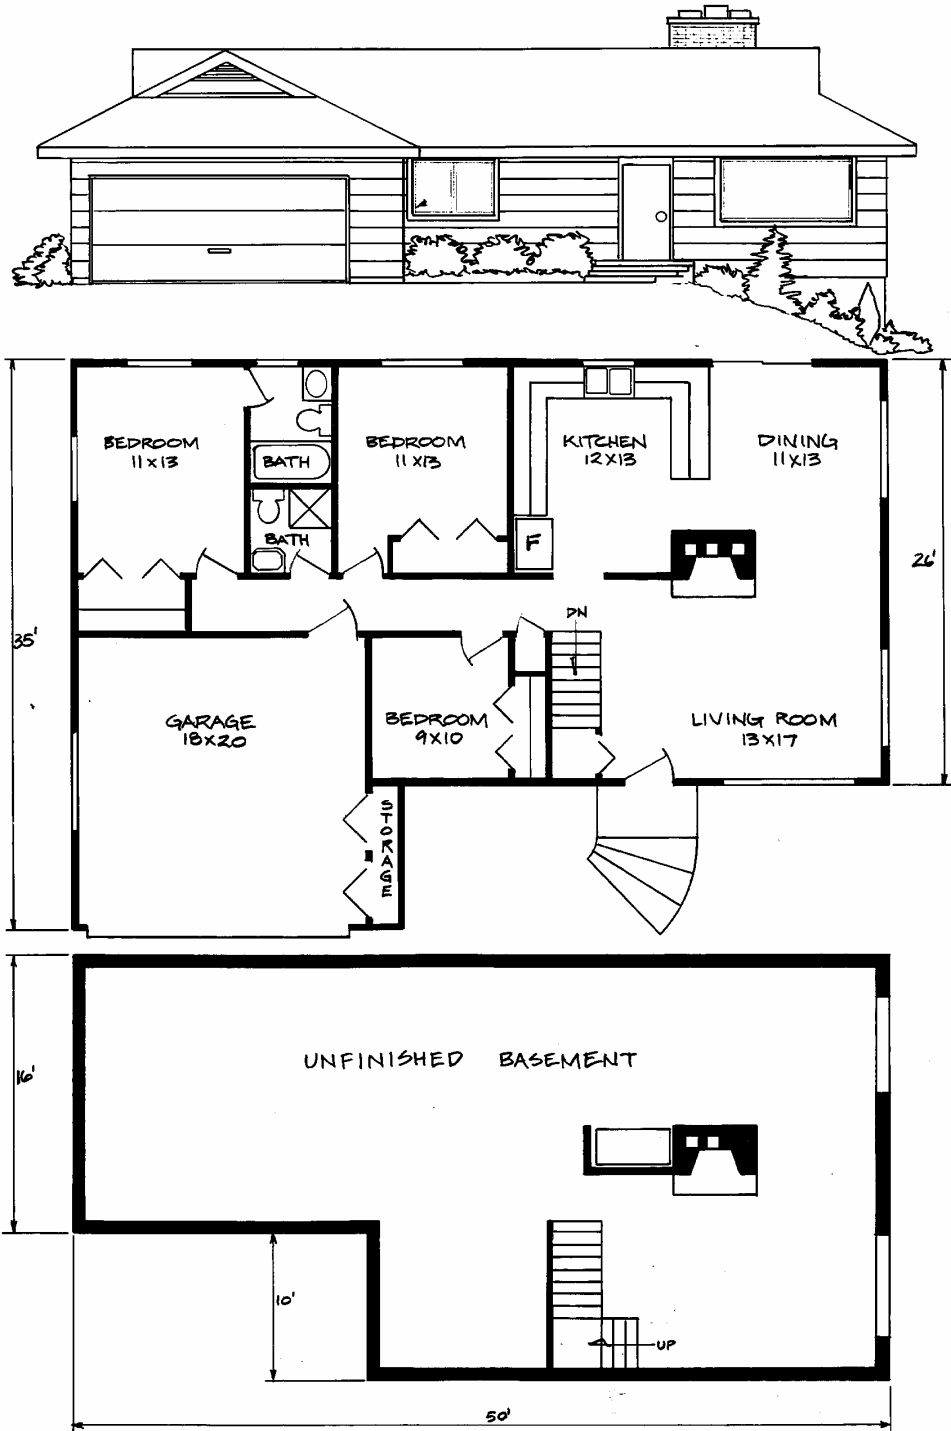 BEDROOM
11X13
BATH
BEDROOM
11X13
KITCHEN
12X13
DINING
11X13
BATH
F
26'
DN
35'
GARAGE
18X20
BEDROOM
9X10
LIVING ROOM
13X17
STORAGE
UNFINISHED BASEMENT
16'
10'
UP
50'